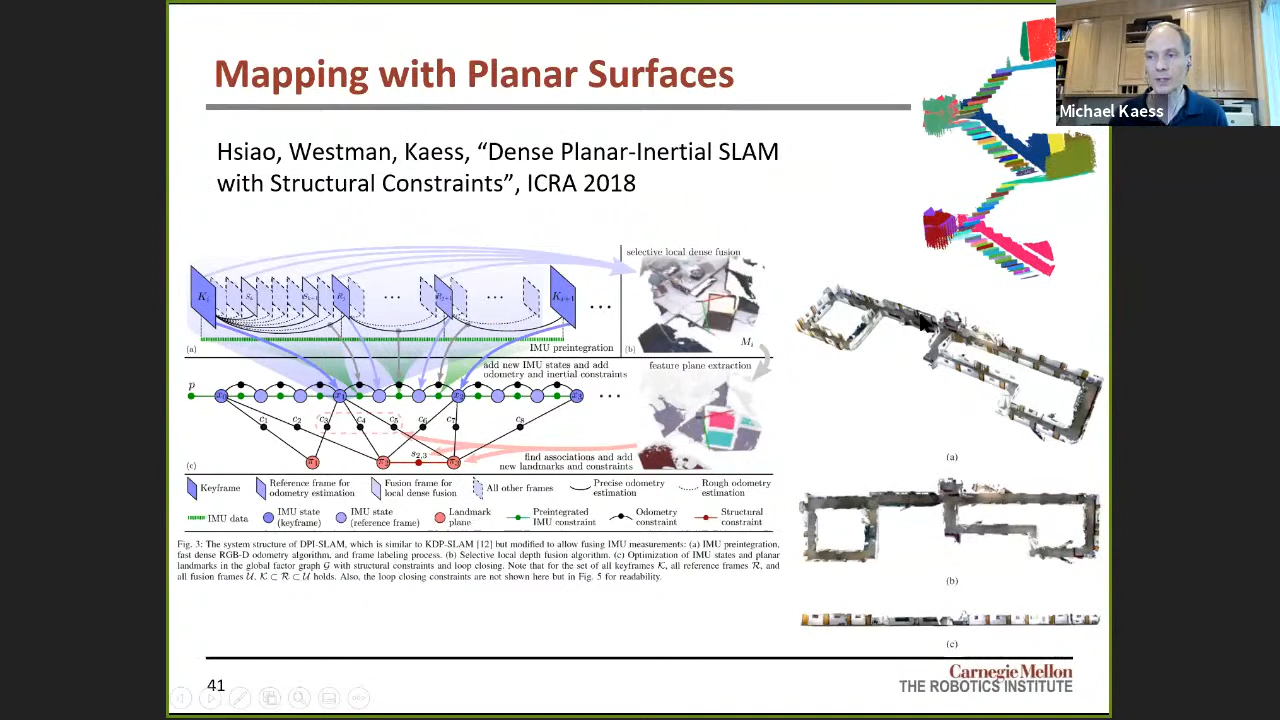 Mapping with Planar Surfaces
Michael Kaess
Hsiao, Westman, Kaess, “Dense Planar-Inertial SLAM
with Structural Constraints”, ICRA 2018
selective local dense fusion
(a)
IMU preintegration
(b)
add new IMU states and add
odometry and inertial constraints
feature plane extraction
find associations and add
new landmarks and constraints
(c)
Keyframe
Reference frame for
odometry estimation
Fusion frame for
local dense fusion
All other frames
Precise odometry
estimation
Rough odometry
estimation
IMU data
IMU state
(keyframe)
IMU state
(reference frame)
Landmark
plane
Preintegrated
IMU constraint
Odometry
constraint
Structural
constraint
Fig. 3: The system structure of DPI-SLAM, which is similar to KDP-SLAM [12] but modified to allow fusing IMU measurements: (a) IMU preintegration,
fast dense RGB-D odometry algorithm, and frame labeling process. (b) Selective local depth fusion algorithm. (c) Optimization of IMU states and planar
landmarks in the global factor graph 𝒢 with structural constraints and loop closing. Note that for the set of all keyframes 𝒦, all reference frames ℛ, and
all fusion frames 𝒰, 𝒦 ⊂ ℛ ⊂ 𝒰 holds. Also, the loop closing constraints are not shown here but in Fig. 5 for readability.
(a)
(b)
(c)
41
Carnegie Mellon
THE ROBOTICS INSTITUTE